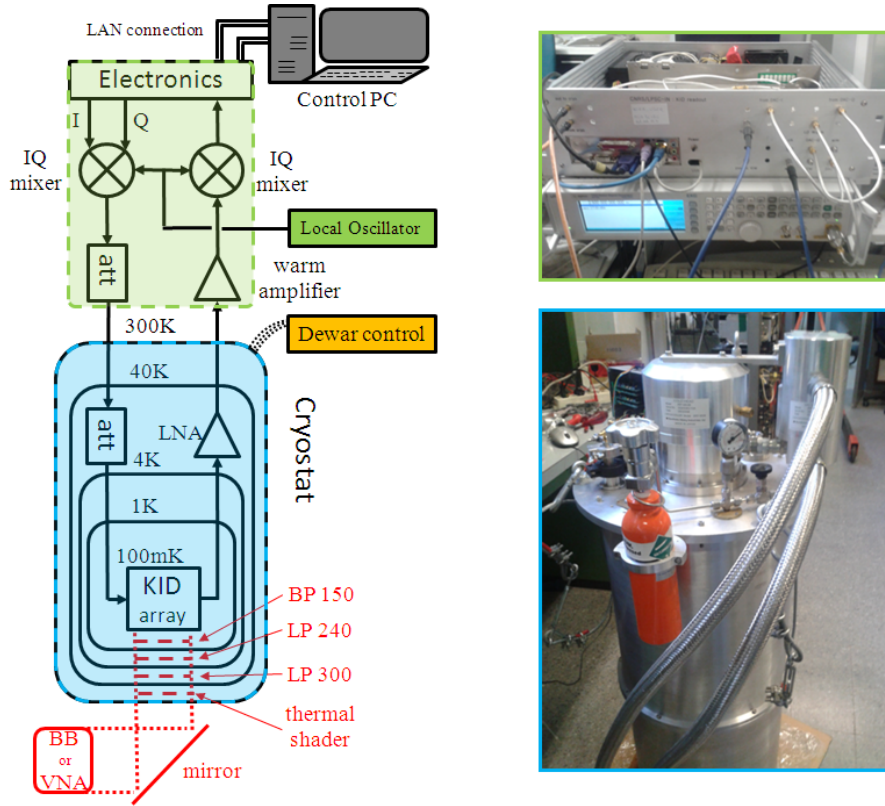 LAN connection
Electronics
Control PC
I
Q
IQ
mixer
IQ
mixer
Local Oscillator
att
warm
amplifier
300K
Dewar control
40K
att
LNA
Cryostat
4K
1K
100mK
KID
array
BP 150
LP 240
LP 300
thermal
shader
BB
or
VNA
mirror